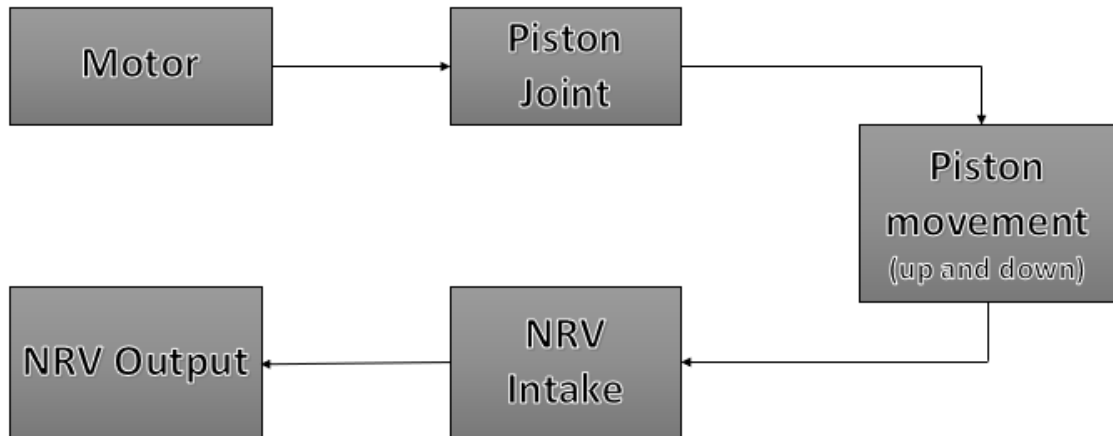 Motor
Piston
Joint
Piston
movement
(up and down)
NRV
Intake
NRV Output